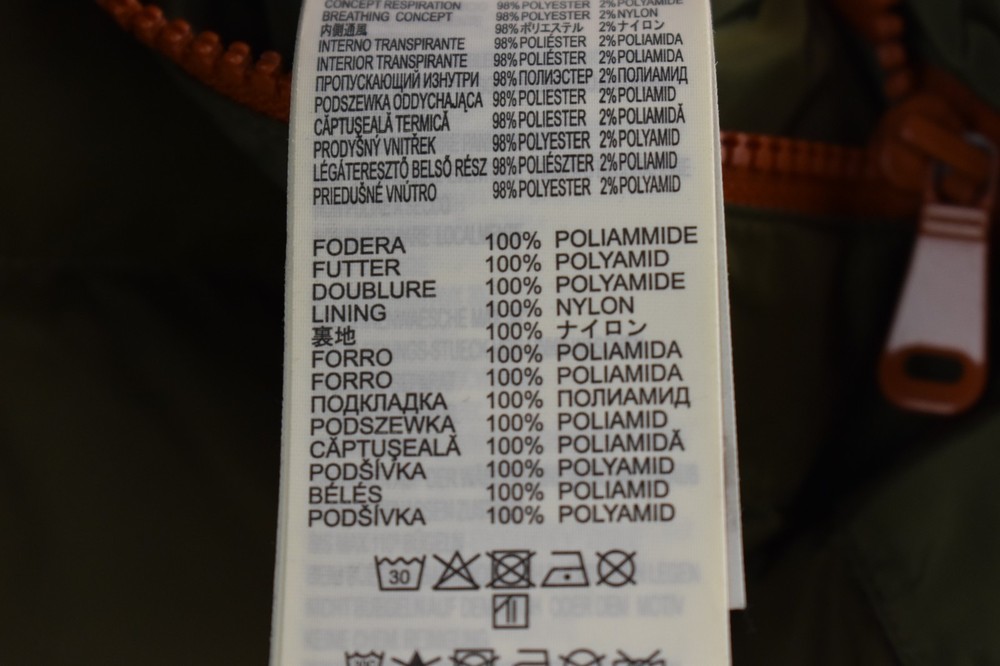 CONCEPT RESPIRATION 98% POLYESTER 2% POLYAMIDE
BREATHING CONCEPT 98% POLYESTER 2% NYLON
内側通風 98% ポリエステル 2% ナイロン
INTERNO TRANSPIRANTE 98% POLIÉSTER 2% POLIAMIDA
INTERIOR TRANSPIRANTE 98% POLIÉSTER 2% POLIAMIDA
ПРОПУСКАЮЩИЙ ИЗНУТРИ 98% ПОЛИЭСТЕР 2% ПОЛИАМИД
PODSZEWKA ODDYCHAJĄCA 98% POLIESTER 2% POLIAMID
CĂPTUŞEALĂ TERMICĂ 98% POLIESTER 2% POLIAMIDĂ
PRODYŠNÝ VNITŘEK 98% POLYESTER 2% POLYAMID
LÉGÁTERESZTŐ BELSŐ RÉSZ 98% POLIÉSZTER 2% POLIAMID
PRIEDUŠNÉ VNÚTRO 98% POLYESTER 2% POLYAMID
FODERA 100% POLIAMMIDE
FUTTER 100% POLYAMID
DOUBLURE 100% POLYAMIDE
LINING 100% NYLON
裏地 100% ナイロン
FORRO 100% POLIAMIDA
FORRO 100% POLIAMIDA
ПОДКЛАДКА 100% ПОЛИАМИД
PODSZEWKA 100% POLIAMID
CĂPTUŞEALĂ 100% POLIAMIDĂ
PODŠÍVKA 100% POLYAMID
BÉLÉS 100% POLIAMID
PODŠÍVKA 100% POLYAMID
30